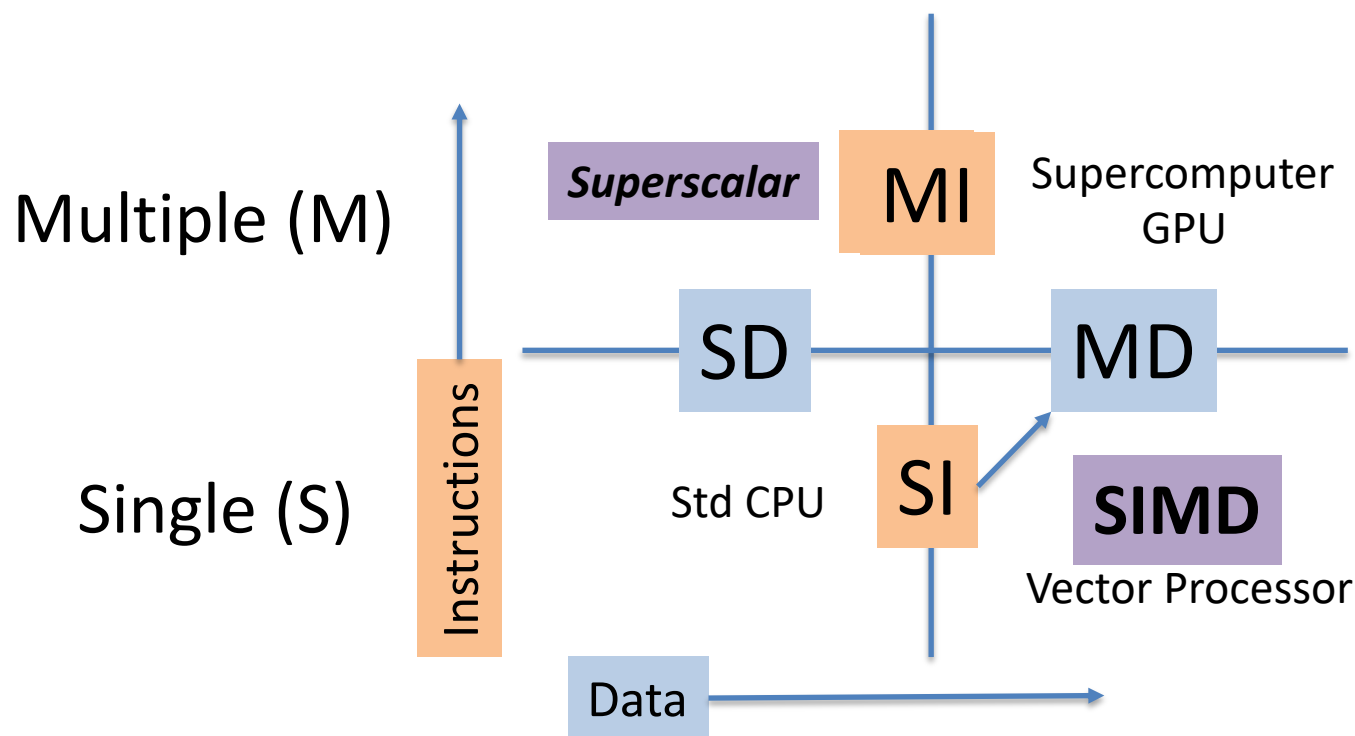 Superscalar
MI
Supercomputer
GPU
Multiple (M)
SD
MD
Instructions
Single (S)
Std CPU
SI
SIMD
Vector Processor
Data